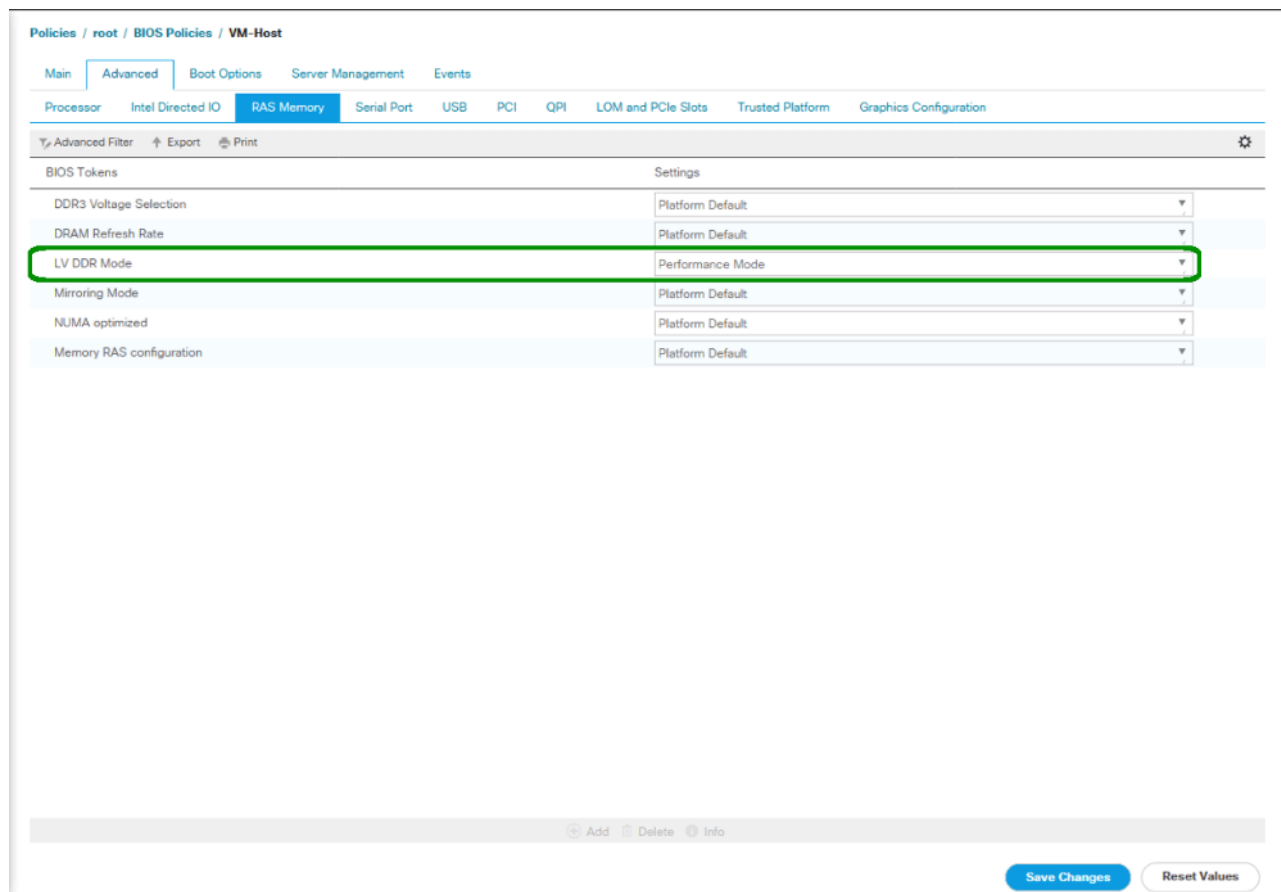 Policies / root / BIOS Policies / VM-Host
Main Advanced Boot Options Server Management Events
Processor Intel Directed IO RAS Memory Serial Port USB PCI QPI LOM and PCIe Slots Trusted Platform Graphics Configuration
Advanced Filter Export Print
BIOS Tokens Settings
DDR3 Voltage Selection Platform Default
DRAM Refresh Rate Platform Default
LV DDR Mode Performance Mode
Mirroring Mode Platform Default
NUMA optimized Platform Default
Memory RAS configuration Platform Default
Add Delete Info
Save Changes Reset Values